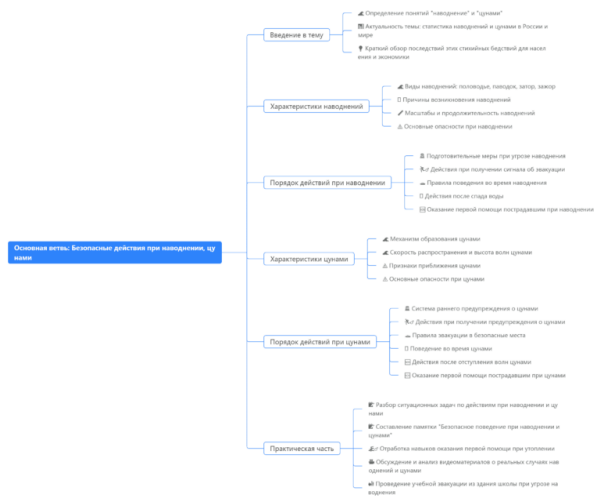 Основная ветвь: Безопасные действия при наводнении, цу
нами
Введение в тему
Определение понятий "наводнение" и "цунами"
Актуальность темы: статистика наводнений и цунами в России и
мире
Краткий обзор последствий этих стихийных бедствий для насел
ения и экономики
Характеристики наводнений
Виды наводнений: половодье, паводок, затор, зажор
Причины возникновения наводнений
Масштабы и продолжительность наводнений
Основные опасности при наводнении
Порядок действий при наводнении
Подготовительные меры при угрозе наводнения
Действия при получении сигнала об эвакуации
Правила поведения во время наводнения
Действия после спада воды
Оказание первой помощи пострадавшим при наводнении
Характеристики цунами
Механизм образования цунами
Скорость распространения и высота волн цунами
Признаки приближения цунами
Основные опасности при цунами
Порядок действий при цунами
Система раннего предупреждения о цунами
Действия при получении предупреждения о цунами
Правила эвакуации в безопасные места
Поведение во время цунами
Действия после отступления волн цунами
Оказание первой помощи пострадавшим при цунами
Практическая часть
Разбор ситуационных задач по действиям при наводнении и цу
нами
Составление памятки "Безопасное поведение при наводнении и
цунами"
Отработка навыков оказания первой помощи при утоплении
Обсуждение и анализ видеоматериалов о реальных случаях нав
однений и цунами
Проведение учебной эвакуации из здания школы при угрозе на
воднения